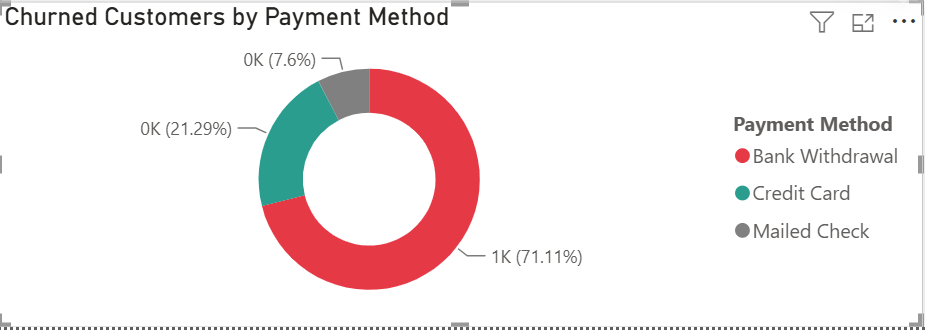 Churned Customers by Payment Method
0K (7.6%)
0K (21.29%)
1K (71.11%)
Payment Method
Bank Withdrawal
Credit Card
Mailed Check